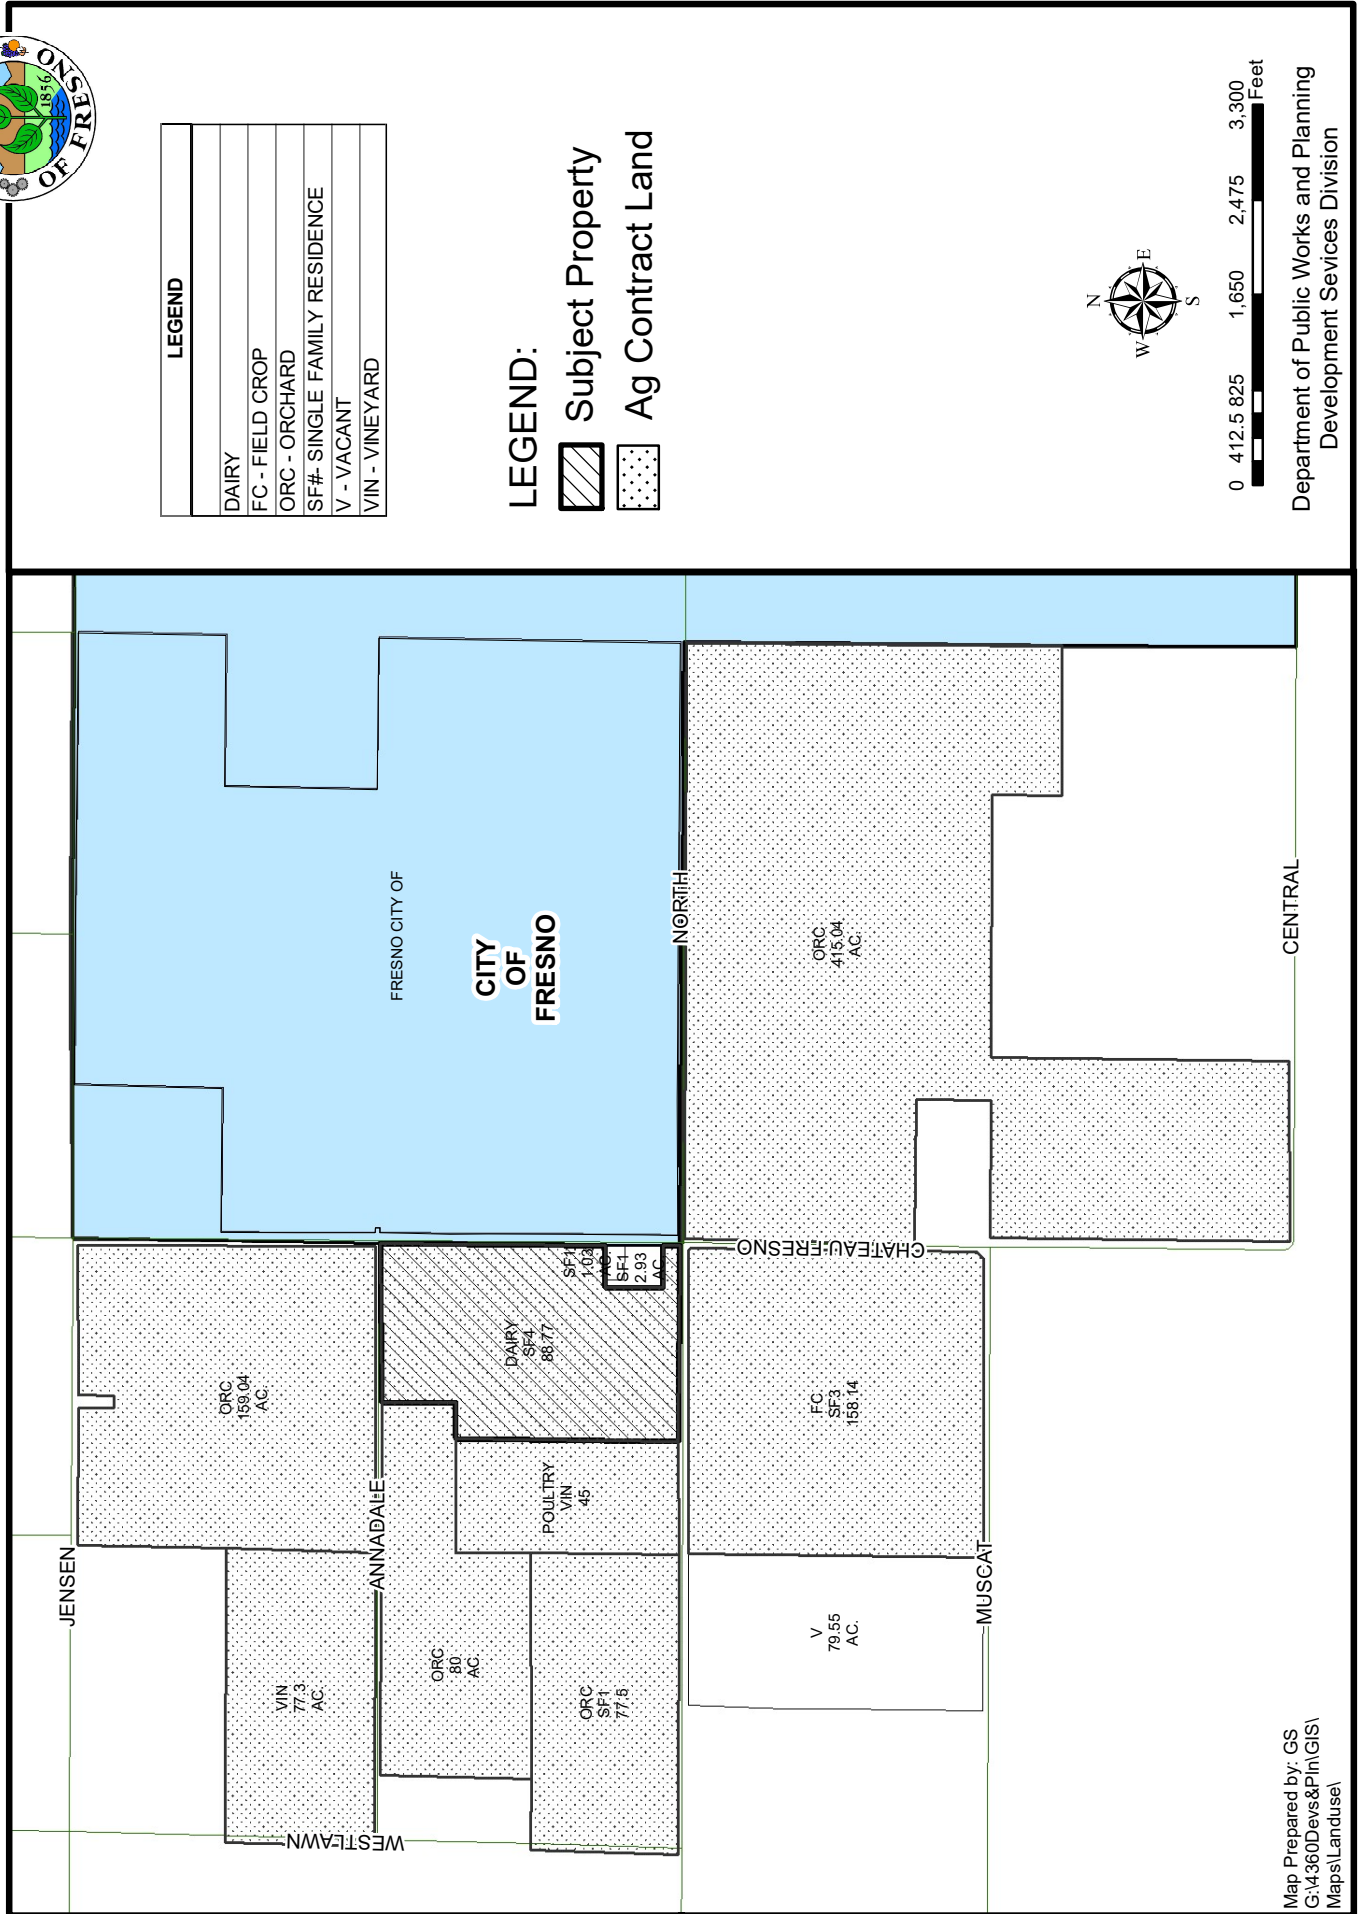 OF FRESNO
1856
LEGEND
DAIRY
FC - FIELD CROP
ORC - ORCHARD
SF#- SINGLE FAMILY RESIDENCE
V - VACANT
VIN - VINEYARD
LEGEND:
Subject Property
Ag Contract Land
N
W
E
S
0 412.5 825 1,650 2,475 3,300
Feet
Department of Public Works and Planning
Development Sevices Division
JENSEN
ANNADALE
WESTLAWN
NORTH
CHATEAU FRESNO
MUSCAT
CENTRAL
FRESNO CITY OF
CITY
OF
FRESNO
ORC
159.04
AC.
VIN
77.3
AC.
ORC
80
AC.
ORC
SF1
77.5
POULTRY
VIN
45
DAIRY
SF4
88.77
SF1
1.03
AC.
SF1
2.93
AC.
FC
SF3
158.14
V
79.55
AC.
ORC
415.04
AC.
Map Prepared by: GS
G:\4360Devs&Pln\GIS\
Maps\Landuse\